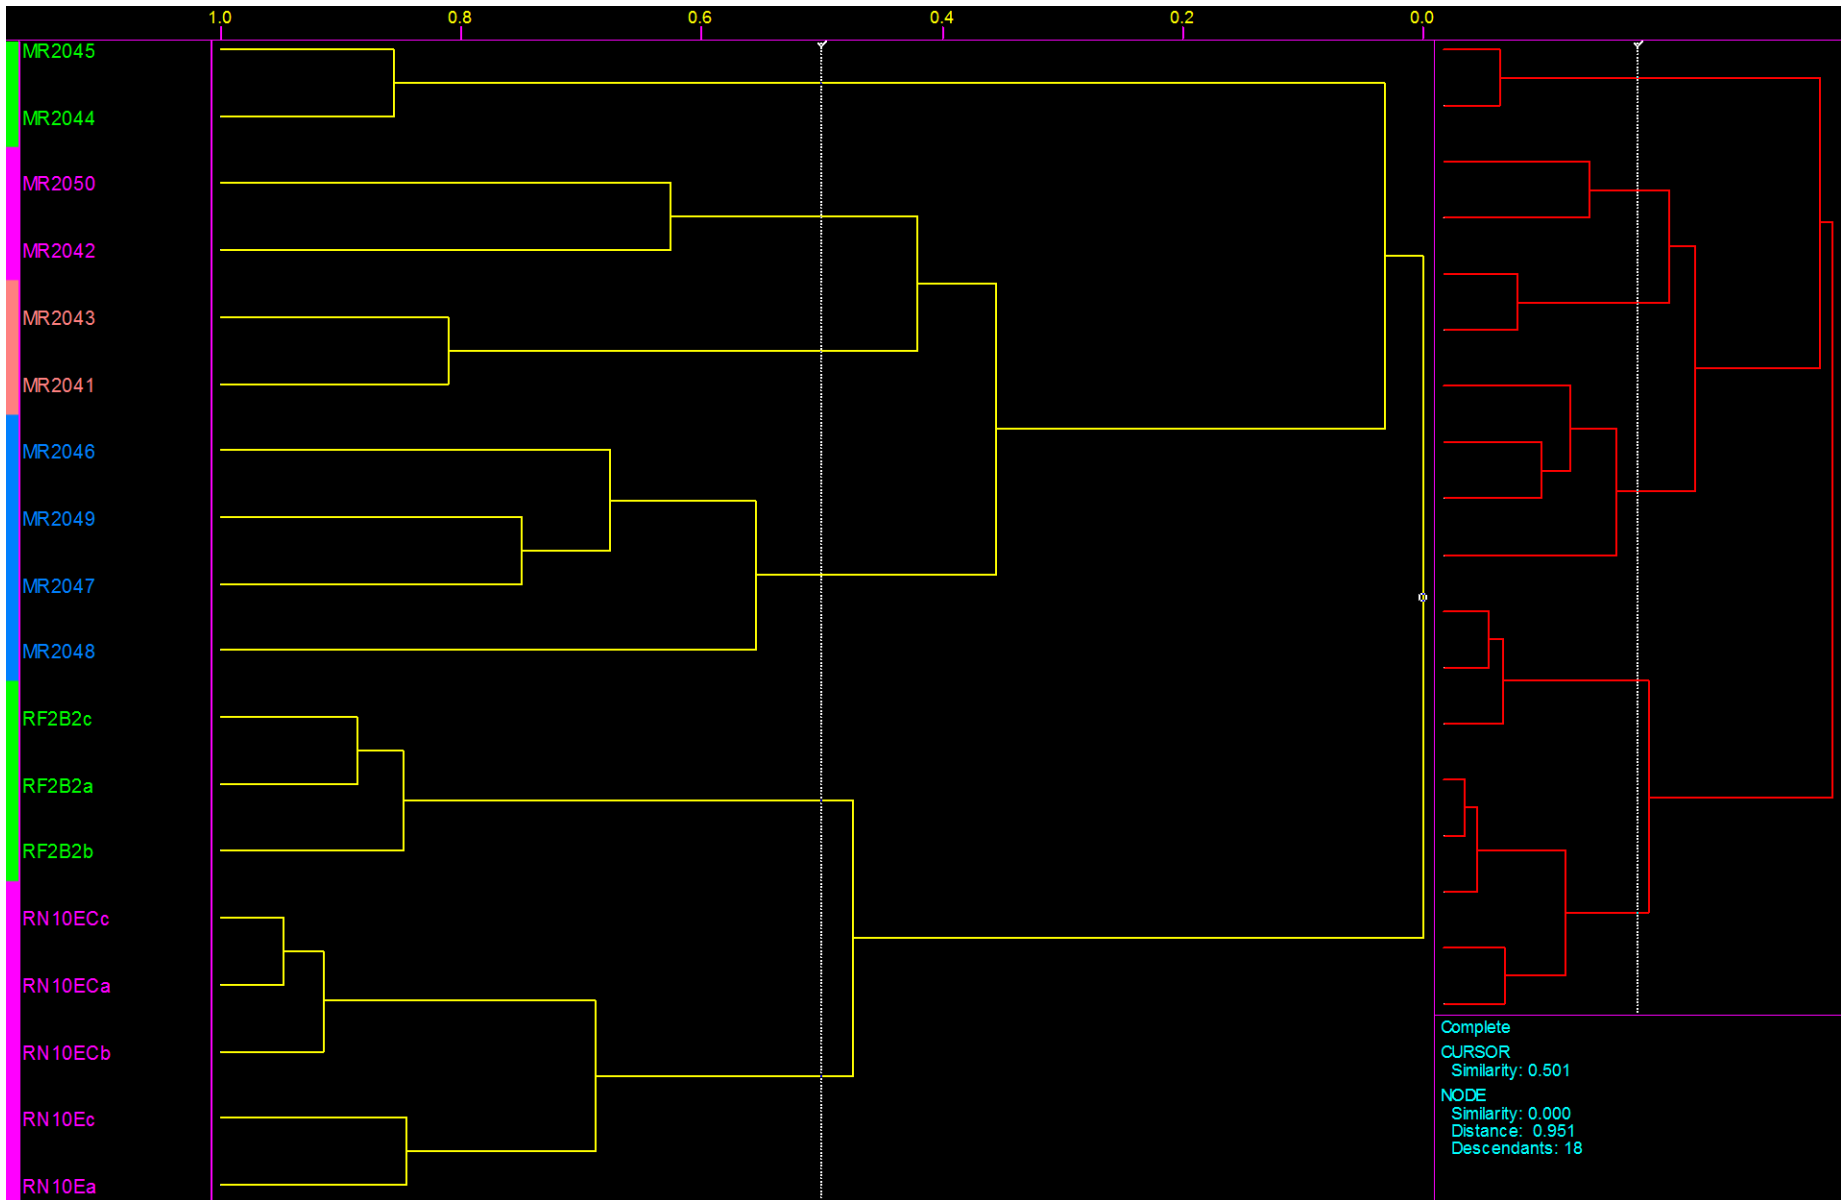 1.0 0.8 0.6 0.4 0.2 0.0
MR2045
MR2044
MR2050
MR2042
MR2043
MR2041
MR2046
MR2049
MR2047
MR2048
RF2B2c
RF2B2a
RF2B2b
RN10ECc
RN10ECa
RN10ECb
RN10Ec
RN10Ea
Complete
CURSOR
Similarity: 0.501
NODE
Similarity: 0.000
Distance: 0.951
Descendants: 18